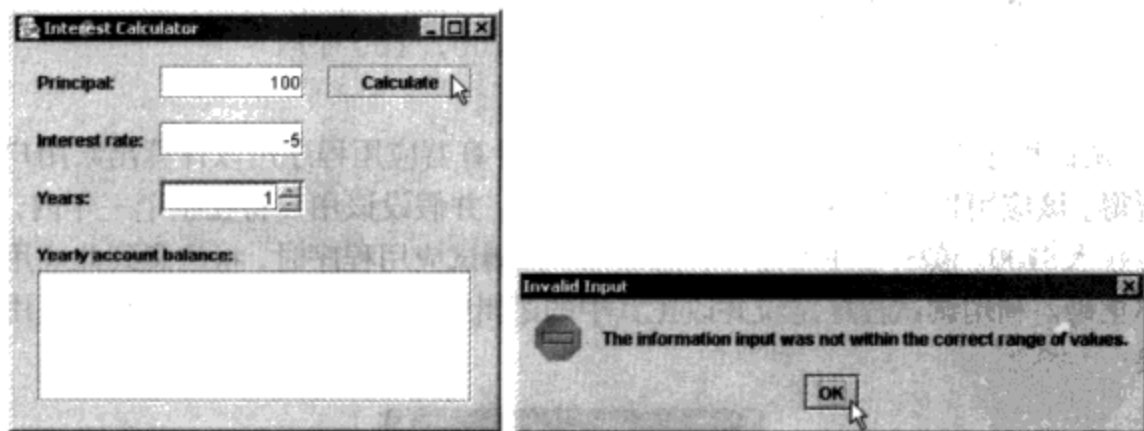 Interest Calculator
Principal: 100 Calculate
Interest rate: -5
Years: 1
Yearly account balance:
Invalid Input
The information input was not within the correct range of values.
OK